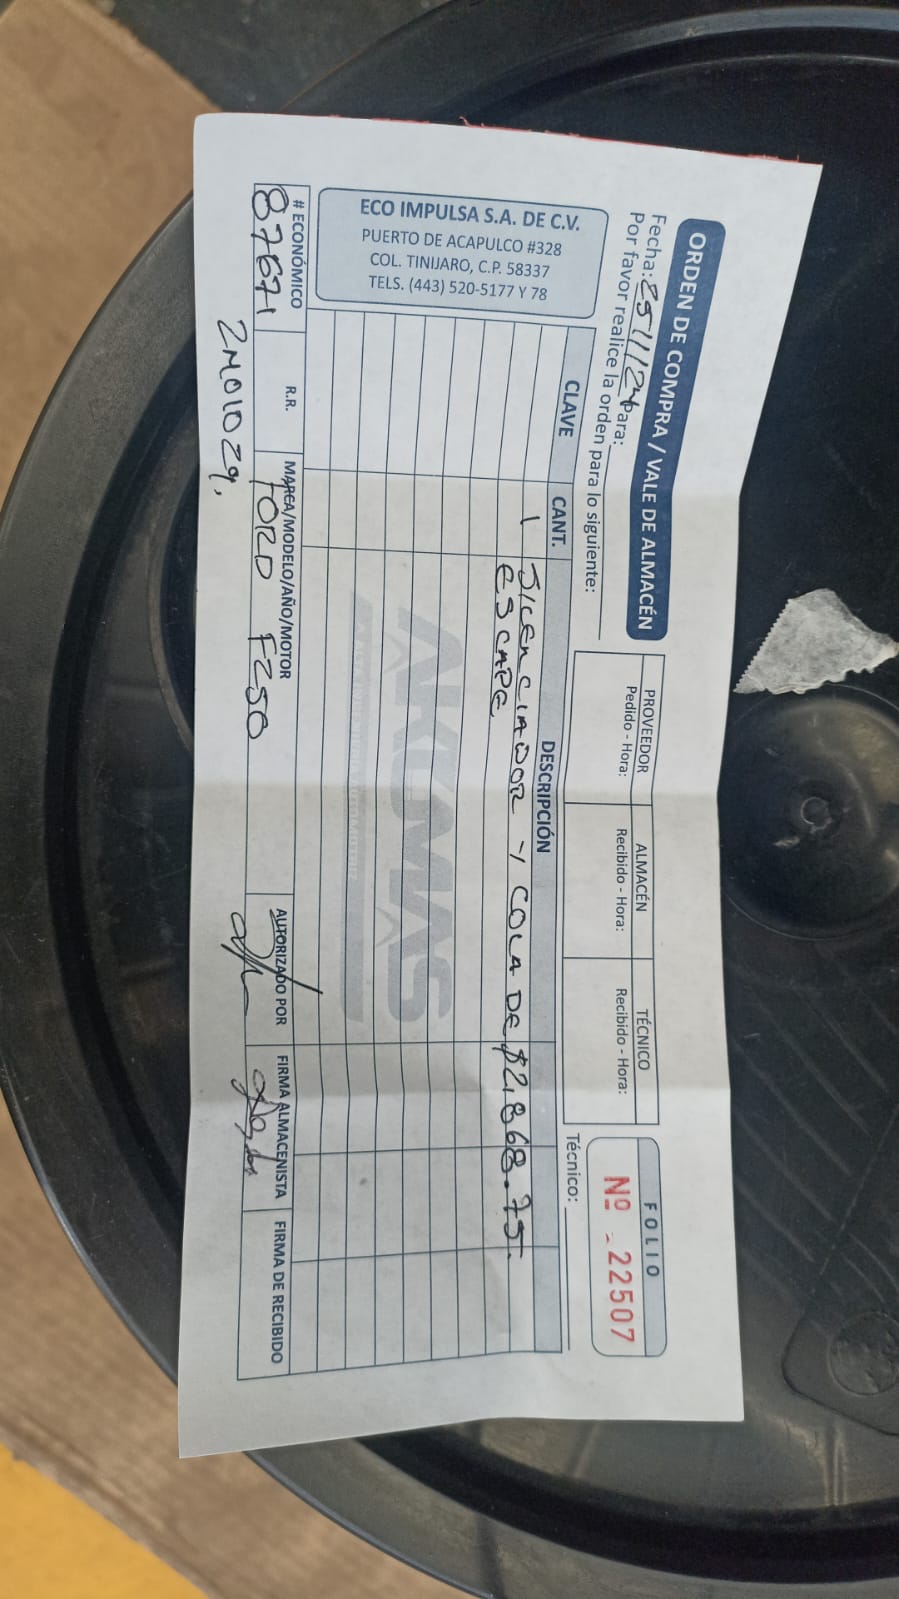 ORDEN DE COMPRA / VALE DE ALMACÉN
Fecha: 25/11/24 Para:
Por favor realice la orden para lo siguiente:
PROVEEDOR
Pedido - Hora:
ALMACÉN
Recibido - Hora:
TÉCNICO
Recibido - Hora:
FOLIO
Nº - 22507
Técnico:
ECO IMPULSA S.A. DE C.V.
PUERTO DE ACAPULCO #328
COL. TINIJARO, C.P. 58337
TELS. (443) 520-5177 Y 78
CLAVE CANT. DESCRIPCIÓN
1 SILENCIADOR Y COLA DE $2,868.75.
ESCAPE
AKUMAS
# ECONÓMICO R.R. MARCA/MODELO/AÑO/MOTOR AUTORIZADO POR FIRMA ALMACENISTA FIRMA DE RECIBIDO
87671 FORD F250
2M01029.